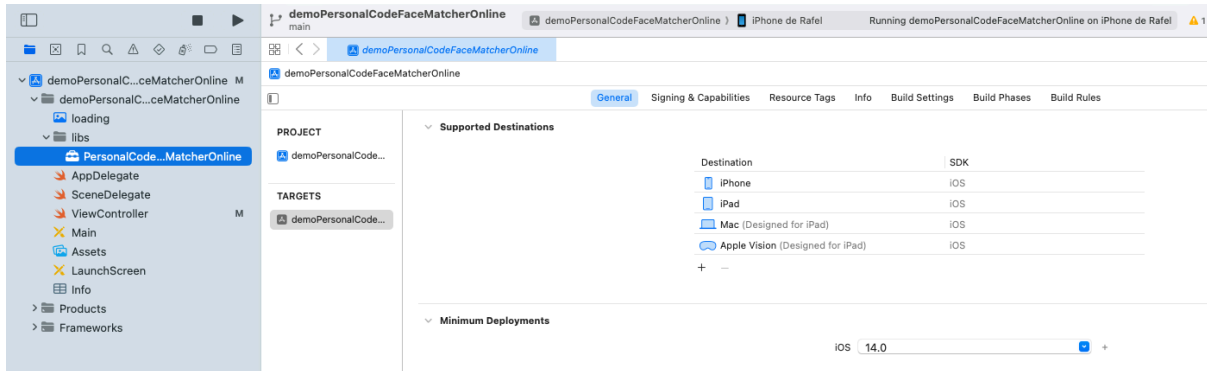 demoPersonalCodeFaceMatcherOnline
main
demoPersonalCodeFaceMatcherOnline ⟩ iPhone de Rafel
Running demoPersonalCodeFaceMatcherOnline on iPhone de Rafel
1
demoPersonalCodeFaceMatcherOnline
demoPersonalC...ceMatcherOnline M
demoPersonalC...ceMatcherOnline
loading
libs
PersonalCode...MatcherOnline
AppDelegate
SceneDelegate
ViewController M
Main
Assets
LaunchScreen
Info
Products
Frameworks
demoPersonalCodeFaceMatcherOnline
General Signing & Capabilities Resource Tags Info Build Settings Build Phases Build Rules
PROJECT
demoPersonalCode...
TARGETS
demoPersonalCode...
Supported Destinations
Destination SDK
iPhone iOS
iPad iOS
Mac (Designed for iPad) iOS
Apple Vision (Designed for iPad) iOS
+ −
Minimum Deployments
iOS 14.0 +